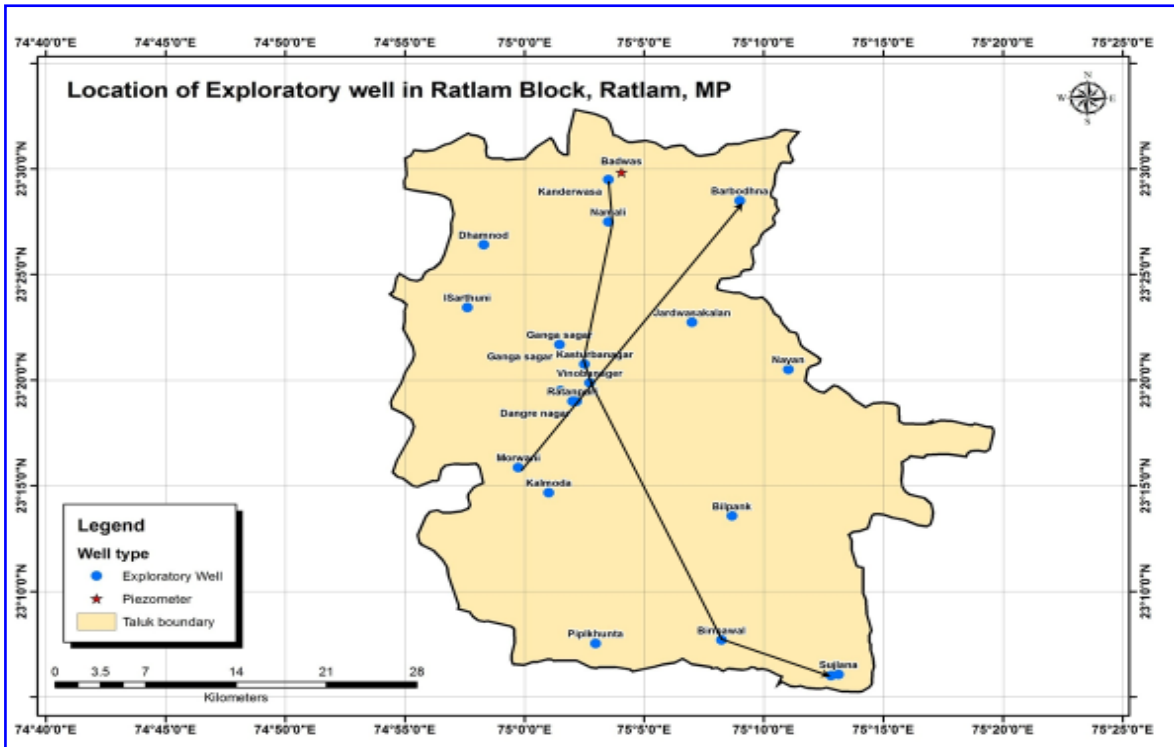 74°40'0"E 74°45'0"E 74°50'0"E 74°55'0"E 75°0'0"E 75°5'0"E 75°10'0"E 75°15'0"E 75°20'0"E 75°25'0"E
Location of Exploratory well in Ratlam Block, Ratlam, MP
N
W E
S
Badwas
23°30'0"N 23°30'0"N
Kanderwasa
Barbodhna
Namali
Dhamnod
23°25'0"N 23°25'0"N
ISarthuni
Jardwasakalan
Ganga sagar
Ganga sagar
Kasturbanagar
Nayan
23°20'0"N 23°20'0"N
Vinobanager
Dangre nagar
Morwani
Kalmoda
23°15'0"N 23°15'0"N
Bilpank
Legend
Well type
Exploratory Well
Piezometer
Taluk boundary
23°10'0"N 23°10'0"N
Piplkhunta
Birmawal
Sujlana
0 3.5 7 14 21 28
Kilometers
74°40'0"E 74°45'0"E 74°50'0"E 74°55'0"E 75°0'0"E 75°5'0"E 75°10'0"E 75°15'0"E 75°20'0"E 75°25'0"E